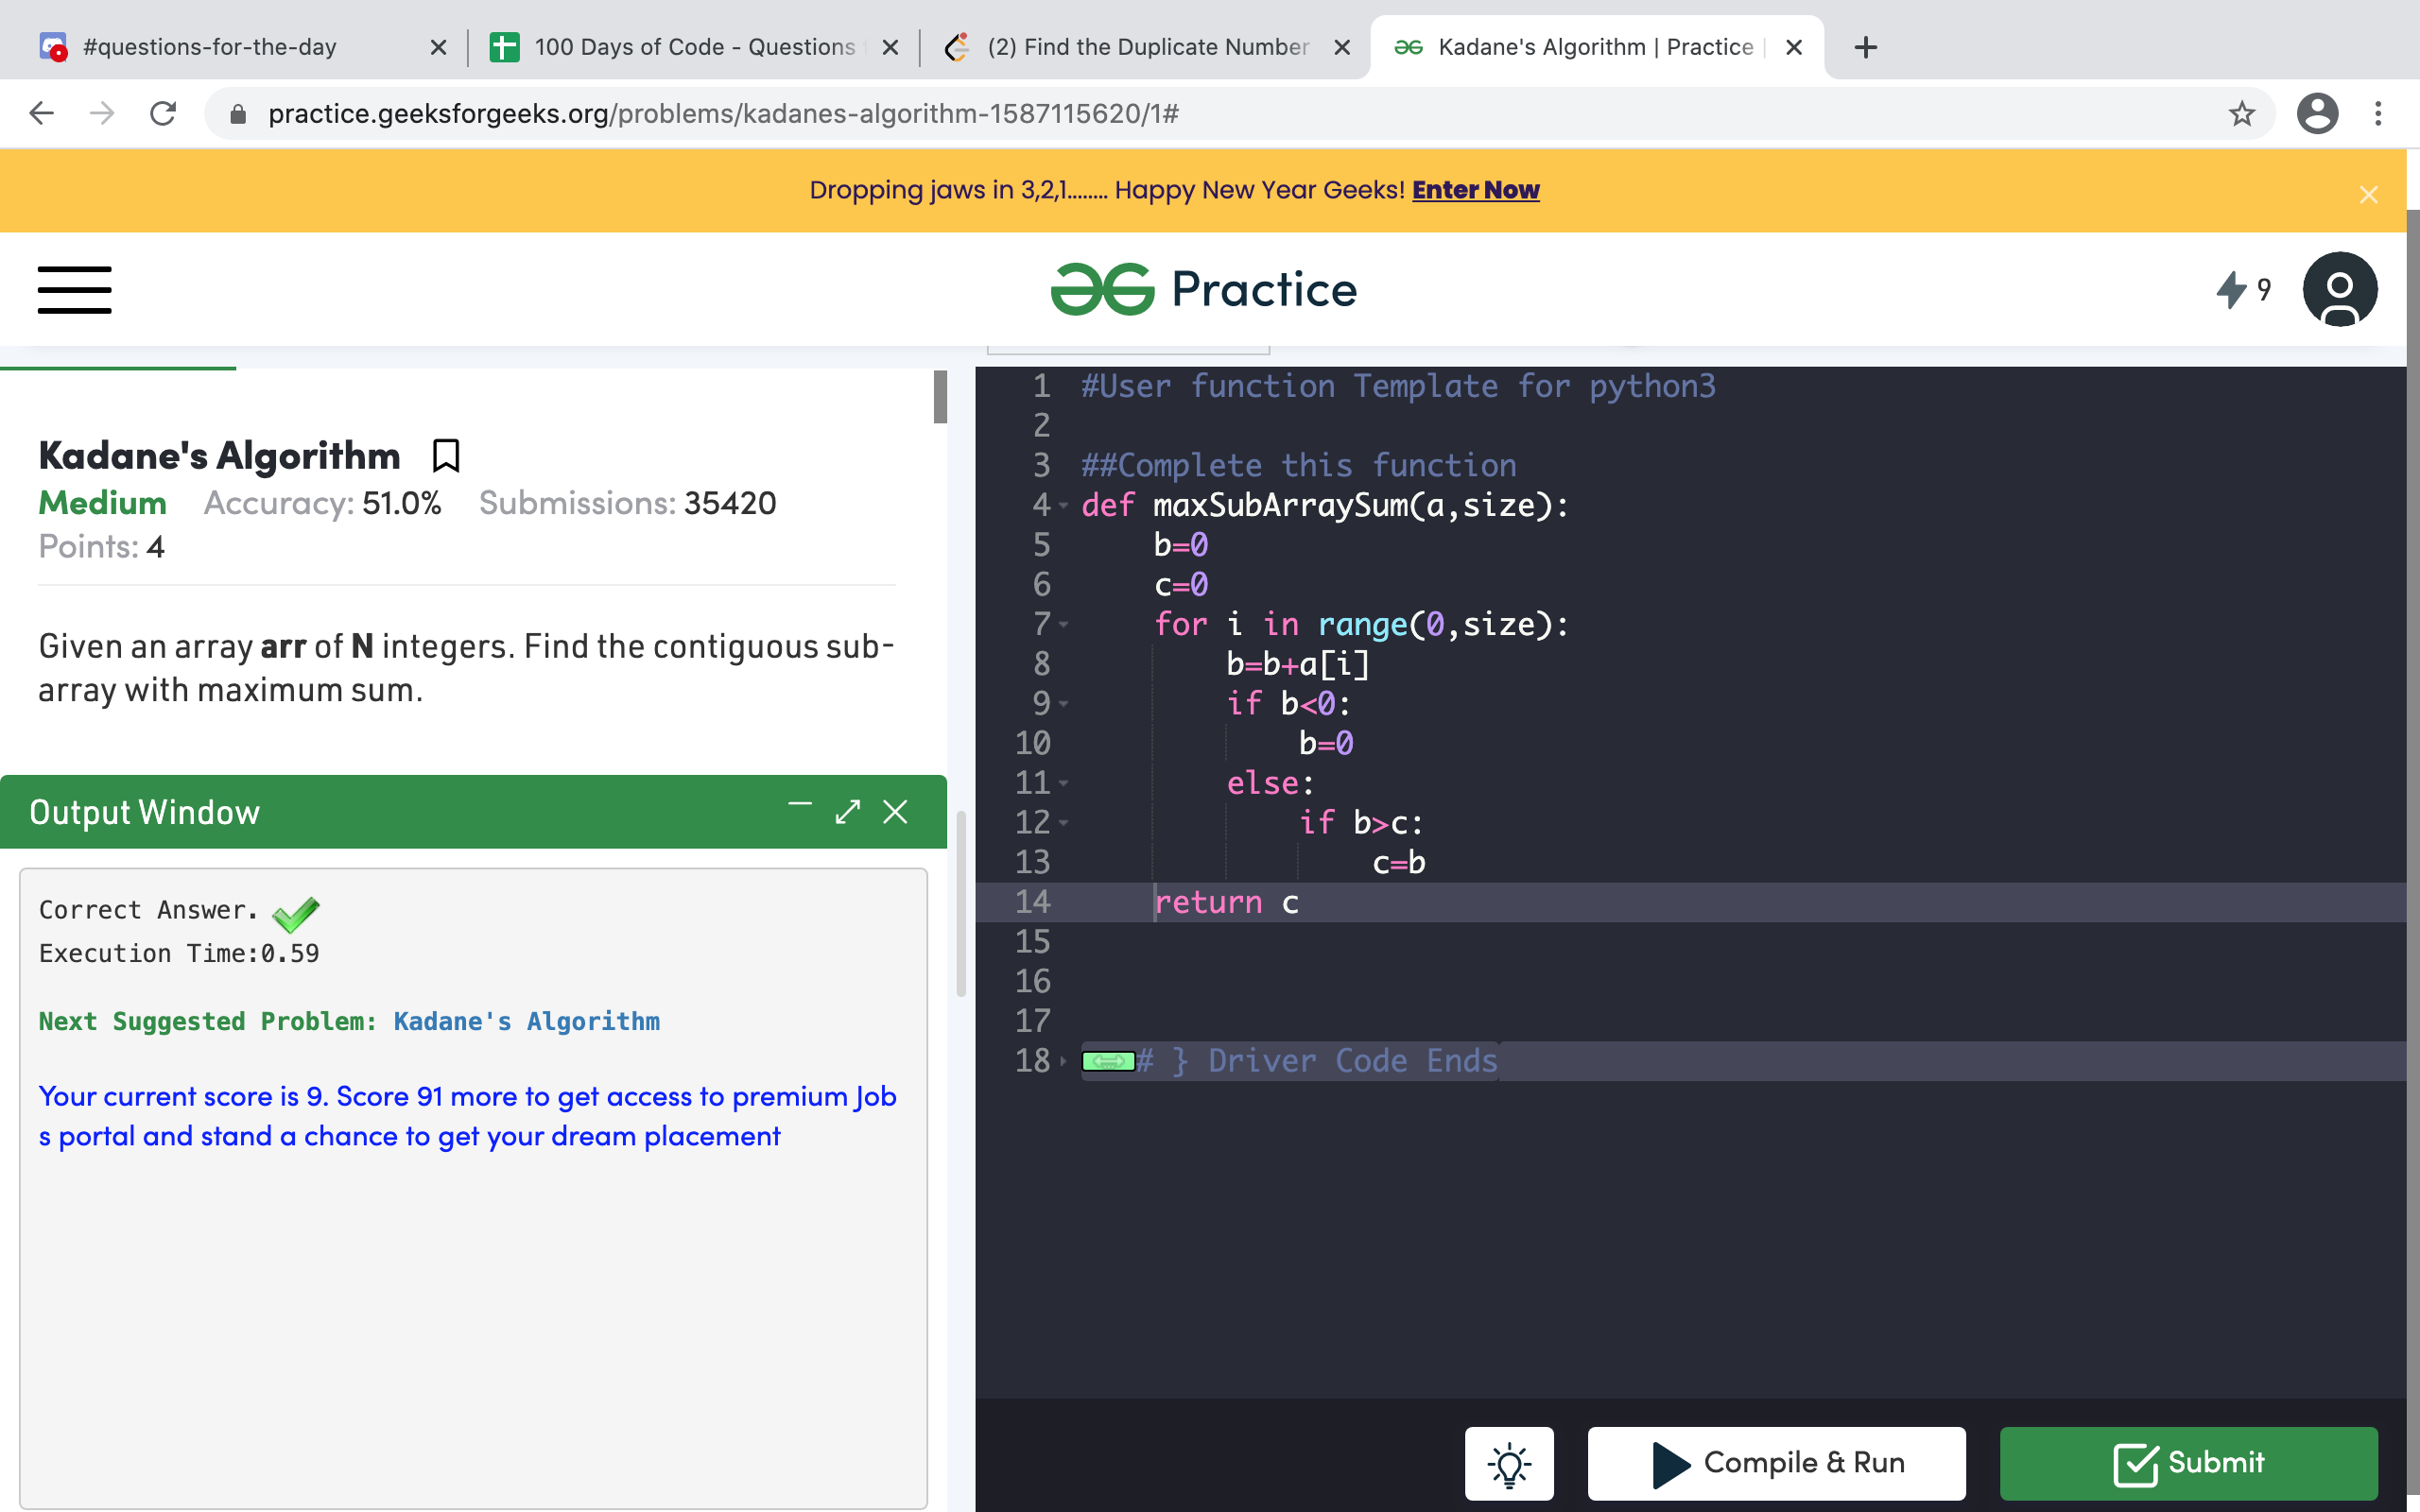 #questions-for-the-day
100 Days of Code - Questions
(2) Find the Duplicate Number
Kadane's Algorithm | Practice
practice.geeksforgeeks.org/problems/kadanes-algorithm-1587115620/1#
Dropping jaws in 3,2,1........ Happy New Year Geeks! Enter Now
Practice
9
Kadane's Algorithm
Medium Accuracy: 51.0% Submissions: 35420
Points: 4
Given an array arr of N integers. Find the contiguous sub-
array with maximum sum.
Output Window
Correct Answer.
Execution Time:0.59
Next Suggested Problem: Kadane's Algorithm
Your current score is 9. Score 91 more to get access to premium Job
s portal and stand a chance to get your dream placement
1 #User function Template for python3
2
3 ##Complete this function
4 def maxSubArraySum(a,size):
5     b=0
6     c=0
7     for i in range(0,size):
8         b=b+a[i]
9         if b<0:
10             b=0
11         else:
12             if b>c:
13                 c=b
14     return c
15
16
17
18 # } Driver Code Ends
Compile & Run
Submit